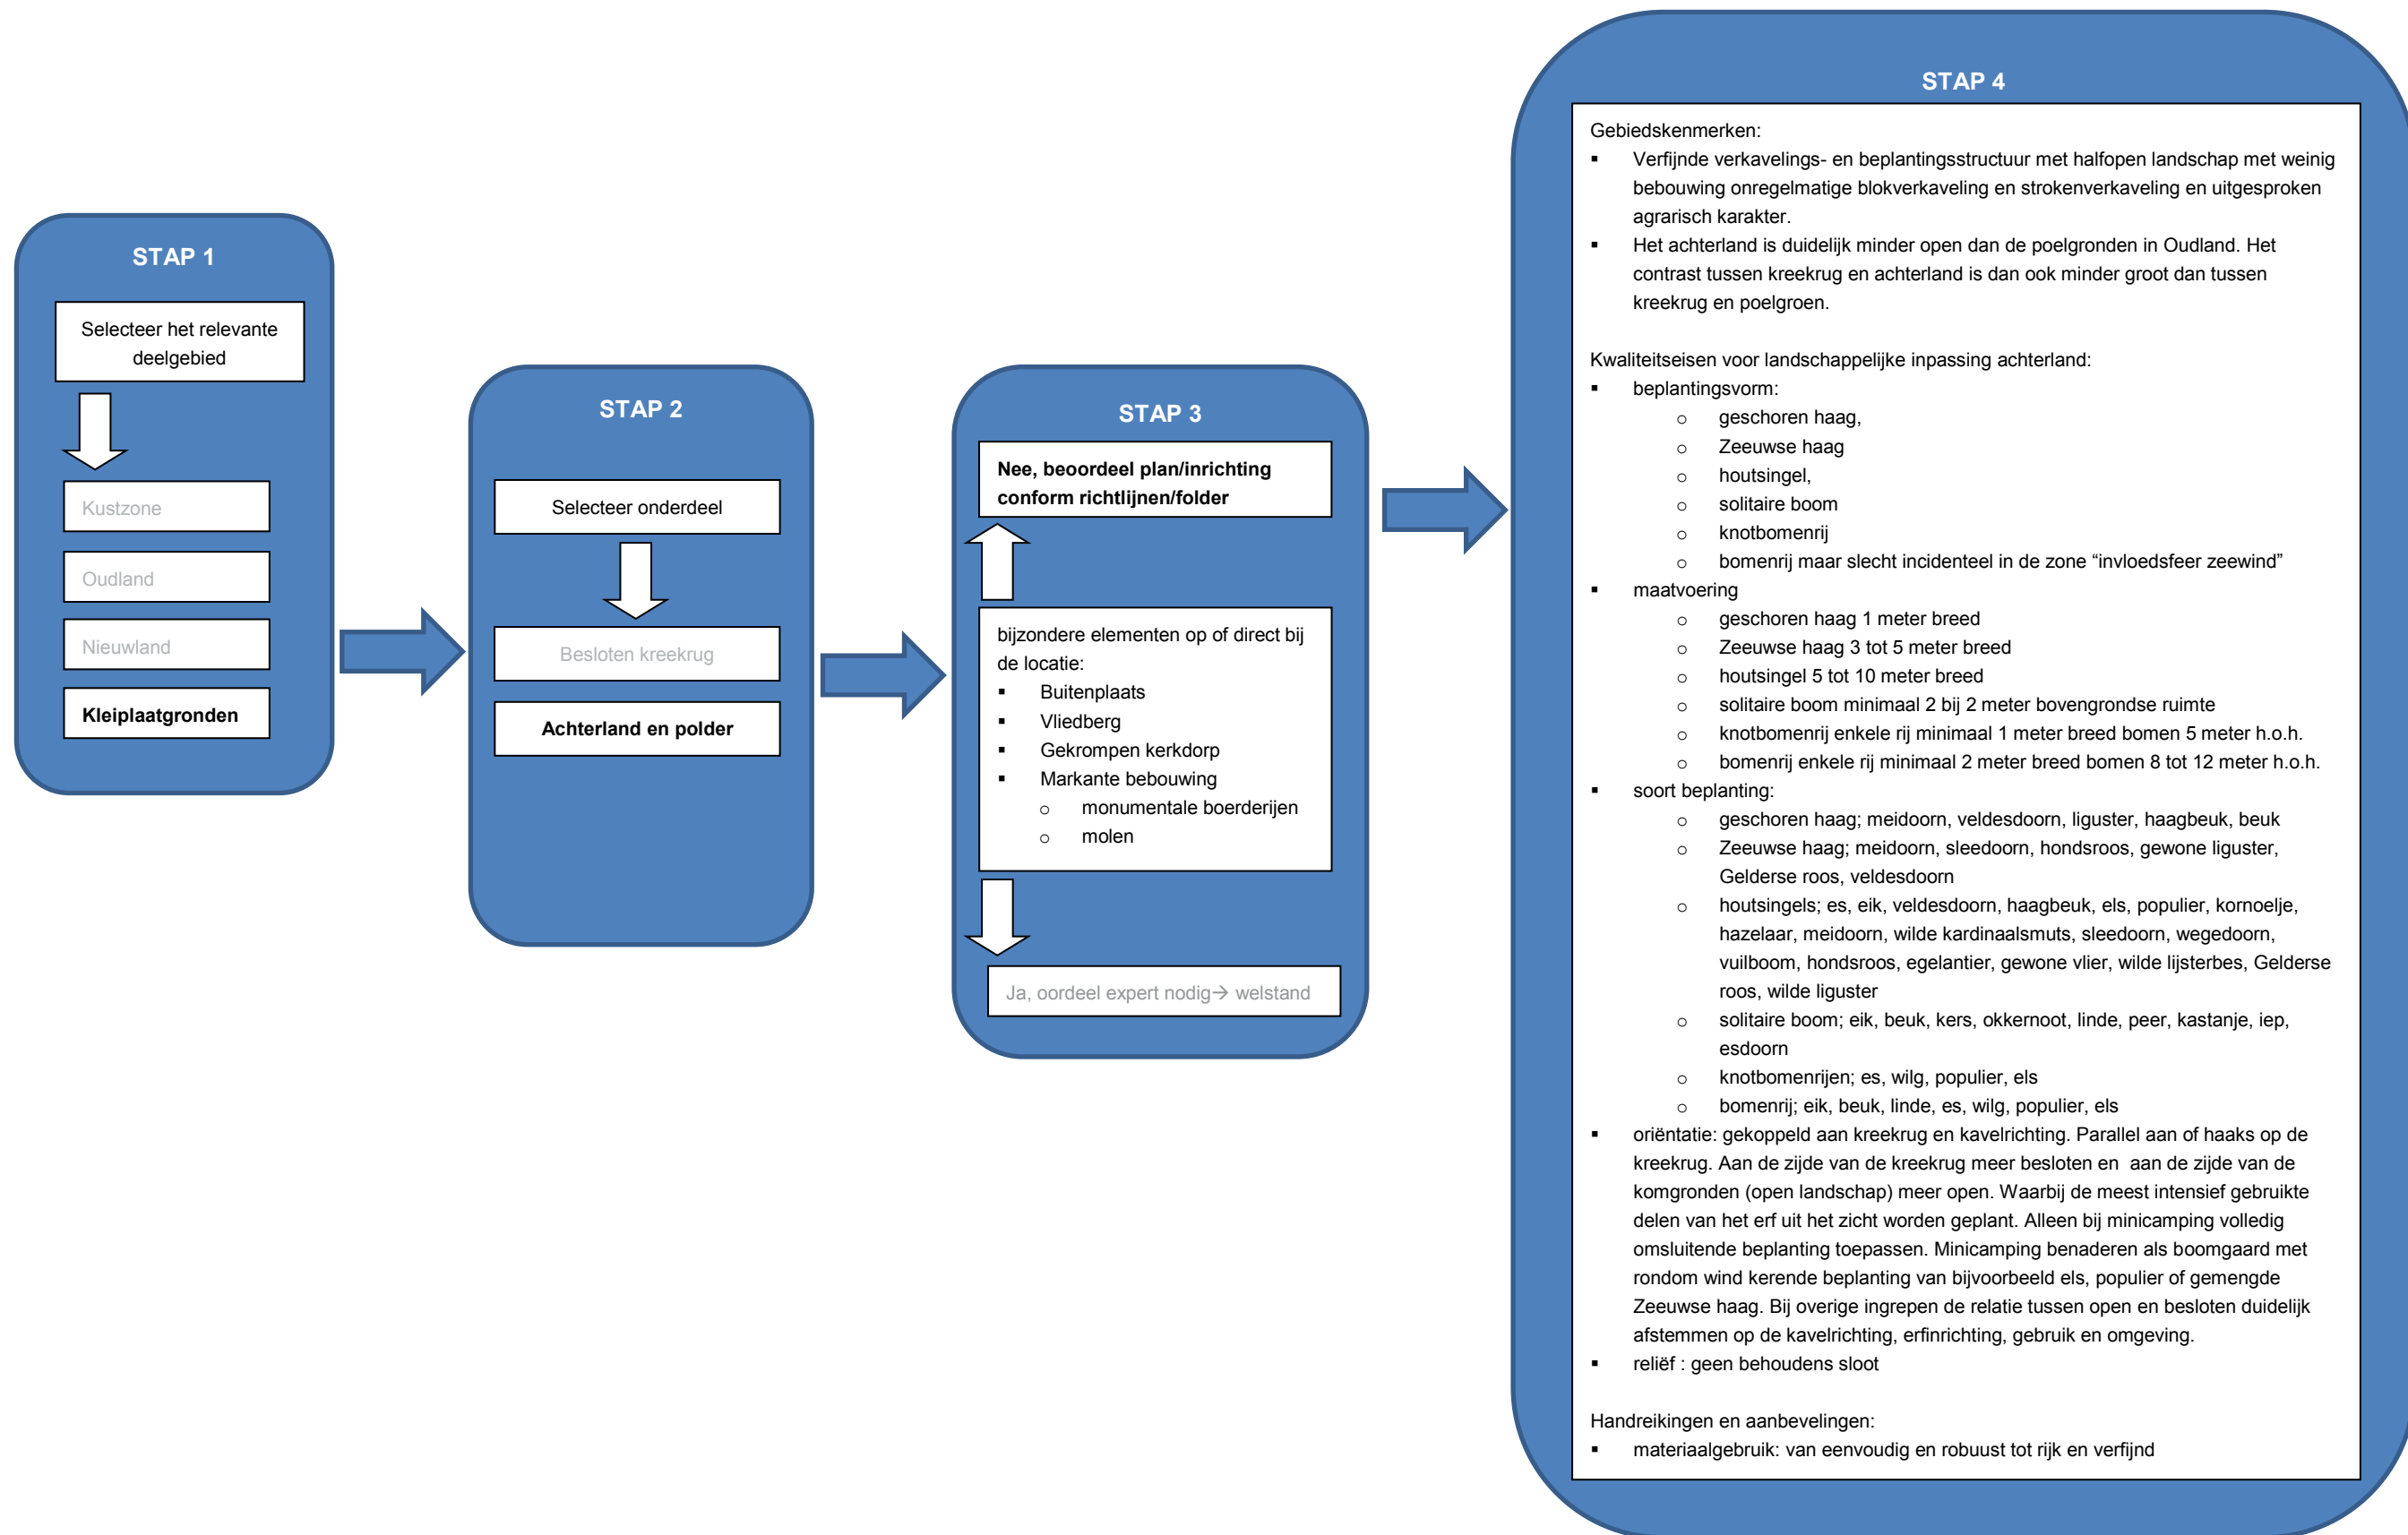 STAP 1
Selecteer het relevante
deelgebied
Kustzone
Oudland
Nieuwland
Kleiplaatgronden
STAP 2
Selecteer onderdeel
Besloten kreekrug
Achterland en polder
STAP 3
Nee, beoordeel plan/inrichting
conform richtlijnen/folder
bijzondere elementen op of direct bij
de locatie:
▪ Buitenplaats
▪ Vliedberg
▪ Gekrompen kerkdorp
▪ Markante bebouwing
o monumentale boerderijen
o molen
Ja, oordeel expert nodig→ welstand
STAP 4
Gebiedskenmerken:
▪ Verfijnde verkavelings- en beplantingsstructuur met halfopen landschap met weinig
bebouwing onregelmatige blokverkaveling en strokenverkaveling en uitgesproken
agrarisch karakter.
▪ Het achterland is duidelijk minder open dan de poelgronden in Oudland. Het
contrast tussen kreekrug en achterland is dan ook minder groot dan tussen
kreekrug en poelgroen.
Kwaliteitseisen voor landschappelijke inpassing achterland:
▪ beplantingsvorm:
o geschoren haag,
o Zeeuwse haag
o houtsingel,
o solitaire boom
o knotbomenrij
o bomenrij maar slecht incidenteel in de zone “invloedsfeer zeewind”
▪ maatvoering
o geschoren haag 1 meter breed
o Zeeuwse haag 3 tot 5 meter breed
o houtsingel 5 tot 10 meter breed
o solitaire boom minimaal 2 bij 2 meter bovengrondse ruimte
o knotbomenrij enkele rij minimaal 1 meter breed bomen 5 meter h.o.h.
o bomenrij enkele rij minimaal 2 meter breed bomen 8 tot 12 meter h.o.h.
▪ soort beplanting:
o geschoren haag; meidoorn, veldesdoorn, liguster, haagbeuk, beuk
o Zeeuwse haag; meidoorn, sleedoorn, hondsroos, gewone liguster,
Gelderse roos, veldesdoorn
o houtsingels; es, eik, veldesdoorn, haagbeuk, els, populier, kornoelje,
hazelaar, meidoorn, wilde kardinaalsmuts, sleedoorn, wegedoorn,
vuilboom, hondsroos, egelantier, gewone vlier, wilde lijsterbes, Gelderse
roos, wilde liguster
o solitaire boom; eik, beuk, kers, okkernoot, linde, peer, kastanje, iep,
esdoorn
o knotbomenrijen; es, wilg, populier, els
o bomenrij; eik, beuk, linde, es, wilg, populier, els
▪ oriëntatie: gekoppeld aan kreekrug en kavelrichting. Parallel aan of haaks op de
kreekrug. Aan de zijde van de kreekrug meer besloten en aan de zijde van de
komgronden (open landschap) meer open. Waarbij de meest intensief gebruikte
delen van het erf uit het zicht worden geplant. Alleen bij minicamping volledig
omsluitende beplanting toepassen. Minicamping benaderen als boomgaard met
rondom wind kerende beplanting van bijvoorbeeld els, populier of gemengde
Zeeuwse haag. Bij overige ingrepen de relatie tussen open en besloten duidelijk
afstemmen op de kavelrichting, erfinrichting, gebruik en omgeving.
▪ reliëf : geen behoudens sloot
Handreikingen en aanbevelingen:
▪ materiaalgebruik: van eenvoudig en robuust tot rijk en verfijnd